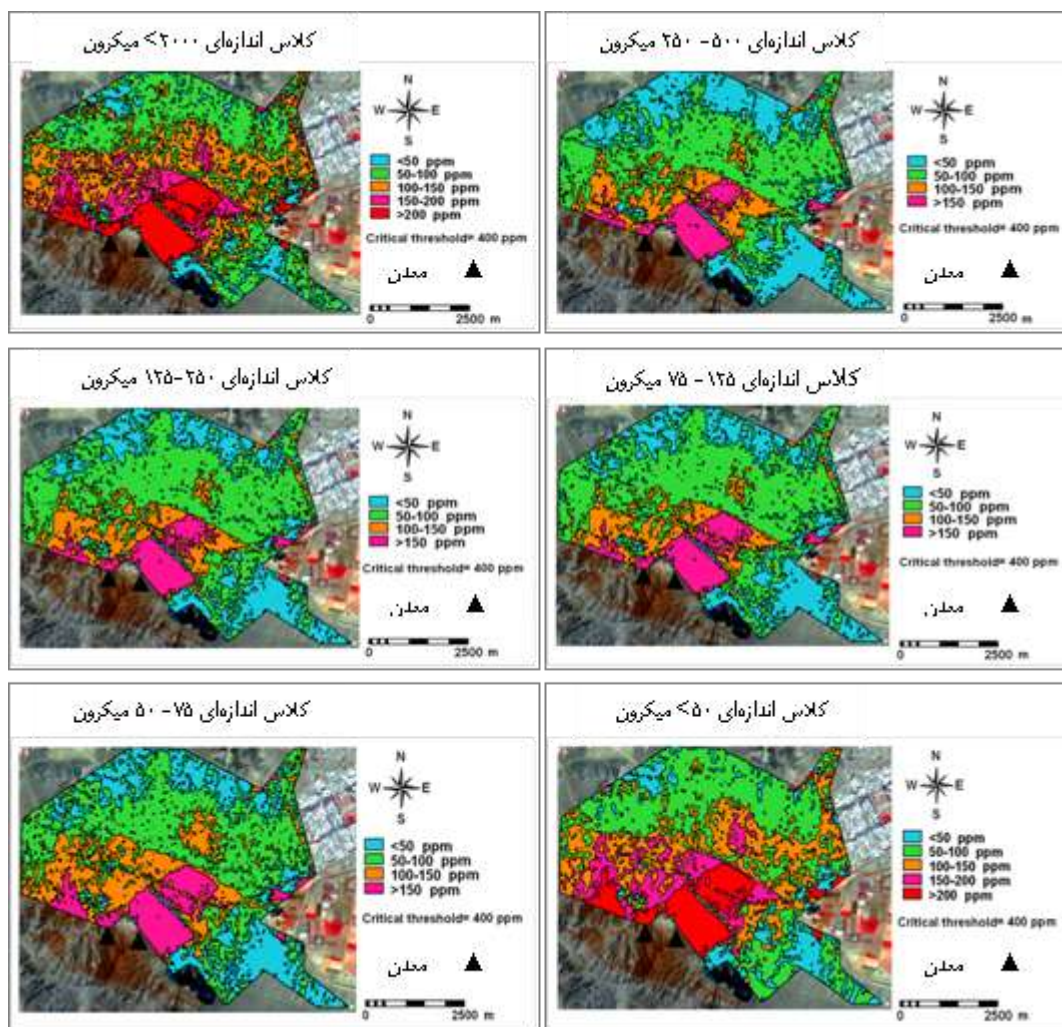 کلاس اندازه‌ای ۲۰۰۰> میکرون
N
W E
S
<50 ppm
50-100 ppm
100-150 ppm
150-200 ppm
>200 ppm
Critical threshold= 400 ppm
معدن
0 2500 m
کلاس اندازه‌ای ۵۰۰- ۲۵۰ میکرون
N
W E
S
<50 ppm
50-100 ppm
100-150 ppm
>150 ppm
Critical threshold= 400 ppm
معدن
0 2500 m
کلاس اندازه‌ای ۲۵۰-۱۲۵ میکرون
N
W E
S
<50 ppm
50-100 ppm
100-150 ppm
>150 ppm
Critical threshold= 400 ppm
معدن
0 2500 m
کلاس اندازه‌ای ۱۲۵- ۷۵ میکرون
N
W E
S
<50 ppm
50-100 ppm
100-150 ppm
>150 ppm
Critical threshold= 400 ppm
معدن
0 2500 m
کلاس اندازه‌ای ۷۵- ۵۰ میکرون
N
W E
S
<50 ppm
50-100 ppm
100-150 ppm
>150 ppm
Critical threshold= 400 ppm
معدن
0 2500 m
کلاس اندازه‌ای ۵۰> میکرون
N
W E
S
<50 ppm
50-100 ppm
100-150 ppm
150-200 ppm
>200 ppm
Critical threshold= 400 ppm
معدن
0 2500 m